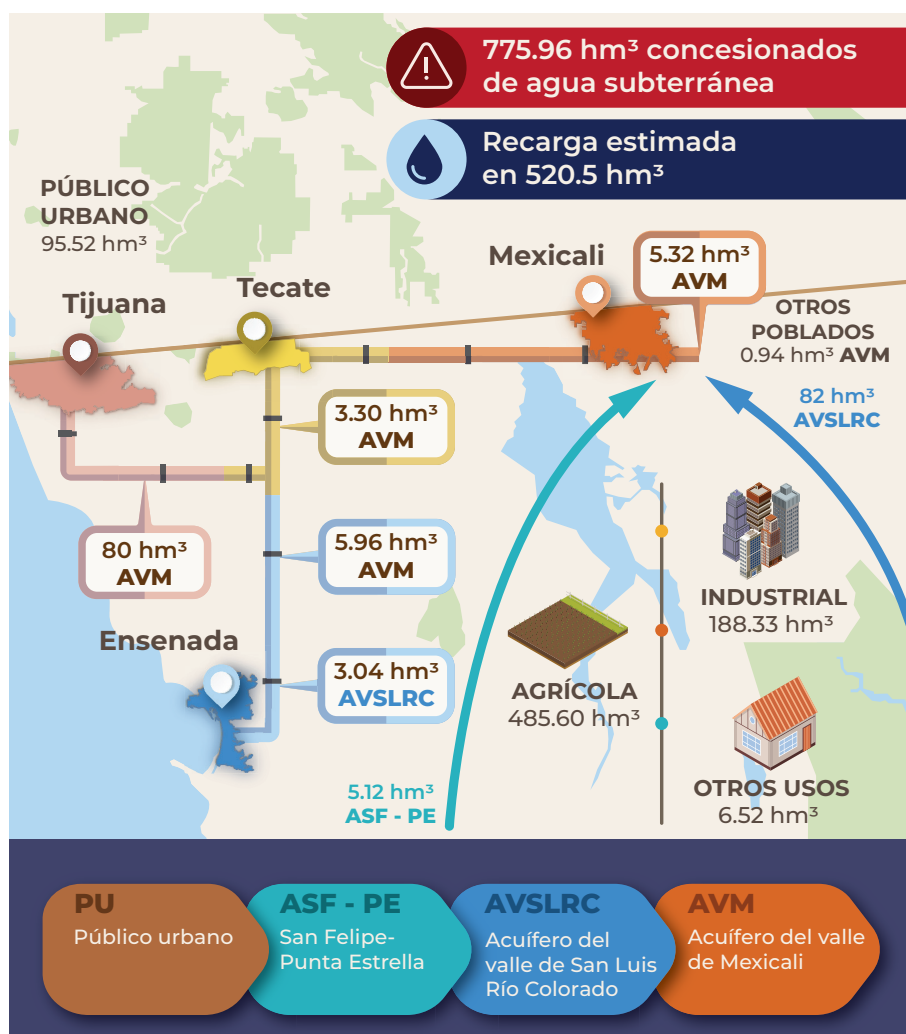 775.96 hm³ concesionados
de agua subterránéa
Recarga estimada
en 520.5 hm³
PÚBLICO
URBANO
95.52 hm³
Tijuana
Tecate
Mexicali
5.32 hm³
AVM
OTROS
POBLADOS
0.94 hm³ AVM
82 hm³
AVSLRC
3.30 hm³
AVM
80 hm³
AVM
5.96 hm³
AVM
Ensenada
3.04 hm³
AVSLRC
INDUSTRIAL
188.33 hm³
AGRÍCOLA
485.60 hm³
OTROS USOS
6.52 hm³
5.12 hm³
ASF - PE
PU
Público urbano
ASF - PE
San Felipe-
Punta Estrella
AVSLRC
Acuífero del
valle de San Luis
Río Colorado
AVM
Acuífero del valle
de Mexicali